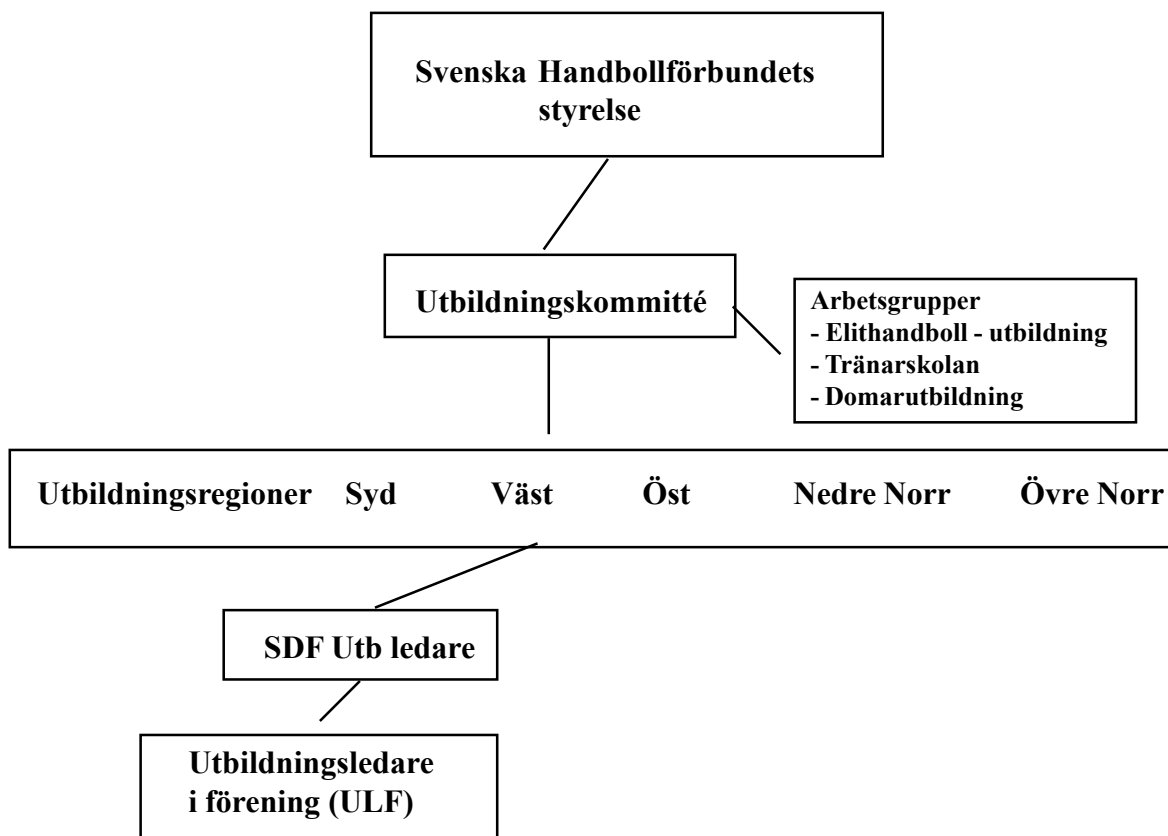 Svenska Handbollförbundets
styrelse
Utbildningskommitté
Arbetsgrupper
- Elithandboll - utbildning
- Tränarskolan
- Domarutbildning
Utbildningsregioner Syd Väst Öst Nedre Norr Övre Norr
SDF Utb ledare
Utbildningsledare
i förening (ULF)